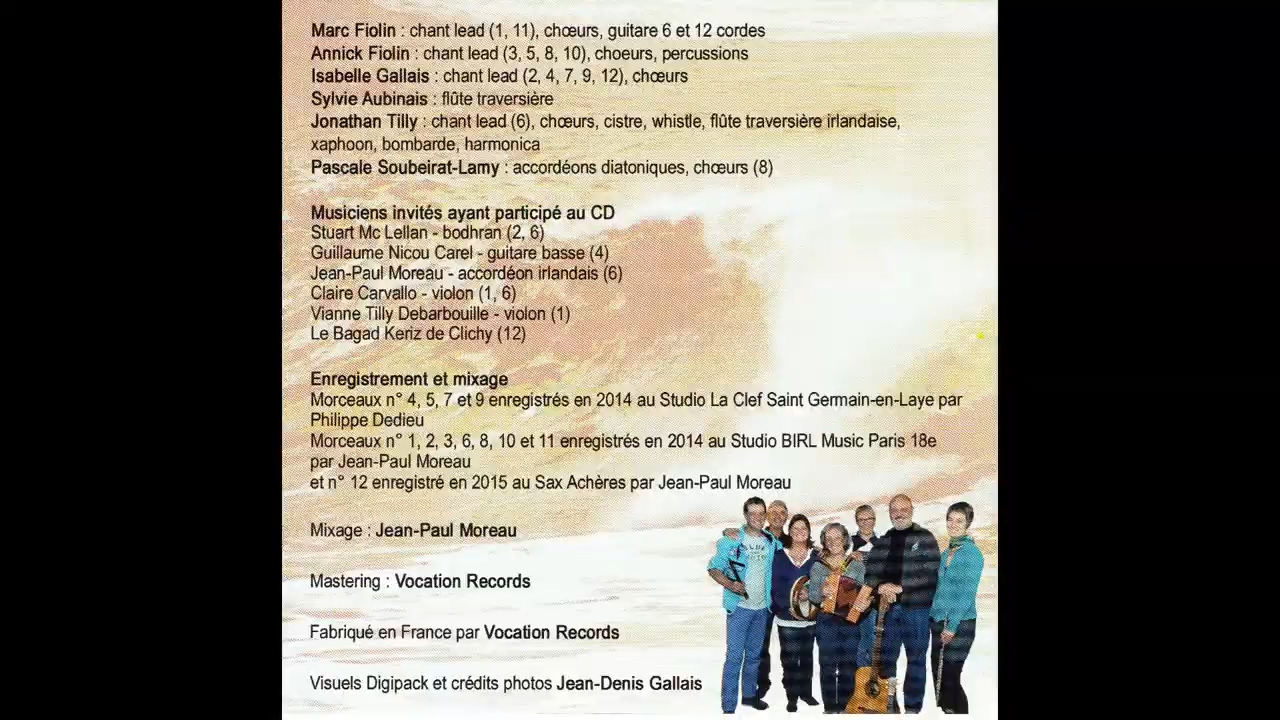 Marc Fiolin : chant lead (1, 11), chœurs, guitare 6 et 12 cordes
Annick Fiolin : chant lead (3, 5, 8, 10), choeurs, percussions
Isabelle Gallais : chant lead (2, 4, 7, 9, 12), chœurs
Sylvie Aubinais : flûte traversière
Jonathan Tilly : chant lead (6), chœurs, cistre, whistle, flûte traversière irlandaise,
xaphoon, bombarde, harmonica
Pascale Soubeirat-Lamy : accordéons diatoniques, chœurs (8)
Musiciens invités ayant participé au CD
Stuart Mc Lellan - bodhran (2, 6)
Guillaume Nicou Carel - guitare basse (4)
Jean-Paul Moreau - accordéon irlandais (6)
Claire Carvallo - violon (1, 6)
Vianne Tilly Debarbouille - violon (1)
Le Bagad Keriz de Clichy (12)
Enregistrement et mixage
Morceaux n° 4, 5, 7 et 9 enregistrés en 2014 au Studio La Clef Saint Germain-en-Laye par
Philippe Dedieu
Morceaux n° 1, 2, 3, 6, 8, 10 et 11 enregistrés en 2014 au Studio BIRL Music Paris 18e
par Jean-Paul Moreau
et n° 12 enregistré en 2015 au Sax Achères par Jean-Paul Moreau
Mixage : Jean-Paul Moreau
Mastering : Vocation Records
Fabriqué en France par Vocation Records
Visuels Digipack et crédits photos Jean-Denis Gallais